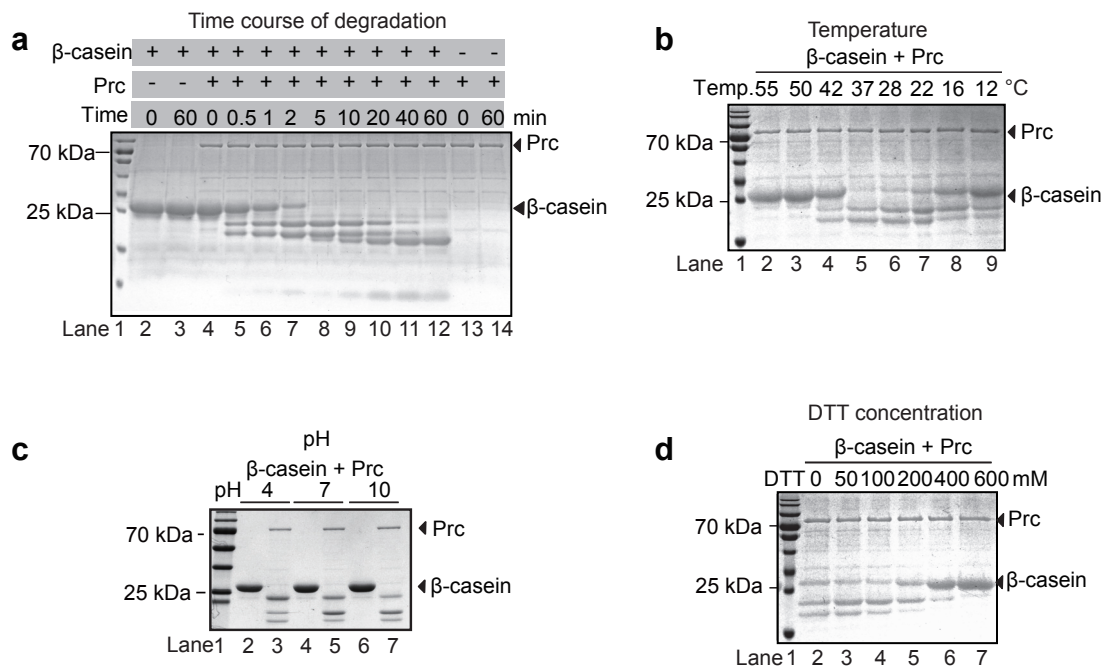 a
Time course of degradation
β-casein + + + + + + + + + + + - -
Prc - - + + + + + + + + + + +
Time 0 60 0 0.5 1 2 5 10 20 40 60 0 60 min
70 kDa
Prc
25 kDa
β-casein
Lane 1 2 3 4 5 6 7 8 9 10 11 12 13 14
b
Temperature
β-casein + Prc
Temp. 55 50 42 37 28 22 16 12 °C
70 kDa
Prc
25 kDa
β-casein
Lane 1 2 3 4 5 6 7 8 9
c
pH
β-casein + Prc
pH 4 7 10
70 kDa
Prc
25 kDa
β-casein
Lane 1 2 3 4 5 6 7
d
DTT concentration
β-casein + Prc
DTT 0 50 100 200 400 600 mM
70 kDa
Prc
25 kDa
β-casein
Lane 1 2 3 4 5 6 7